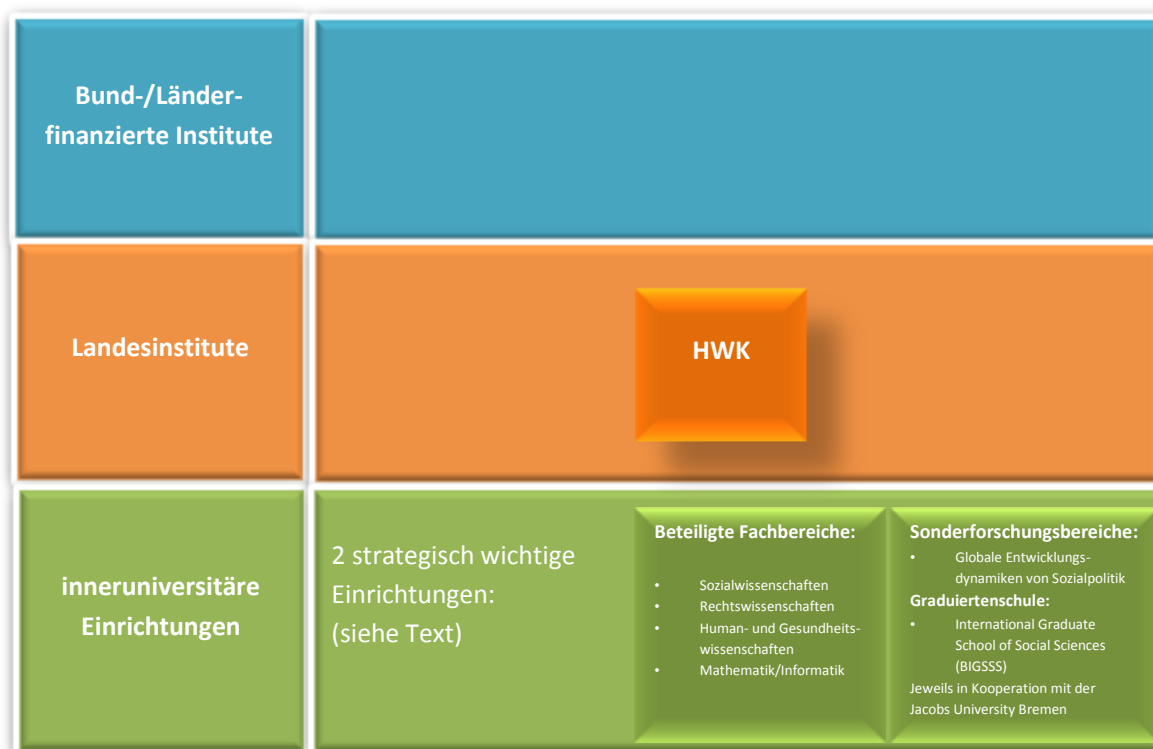 Bund-/Länder-
finanzierte Institute
Landesinstitute
HWK
inneruniversitäre
Einrichtungen
2 strategisch wichtige
Einrichtungen:
(siehe Text)
Beteiligte Fachbereiche:
• Sozialwissenschaften
• Rechtswissenschaften
• Human- und Gesundheits-
wissenschaften
• Mathematik/Informatik
Sonderforschungsbereiche:
• Globale Entwicklungs-
dynamiken von Sozialpolitik
Graduiertenschule:
• International Graduate
School of Social Sciences
(BIGSSS)
Jeweils in Kooperation mit der
Jacobs University Bremen